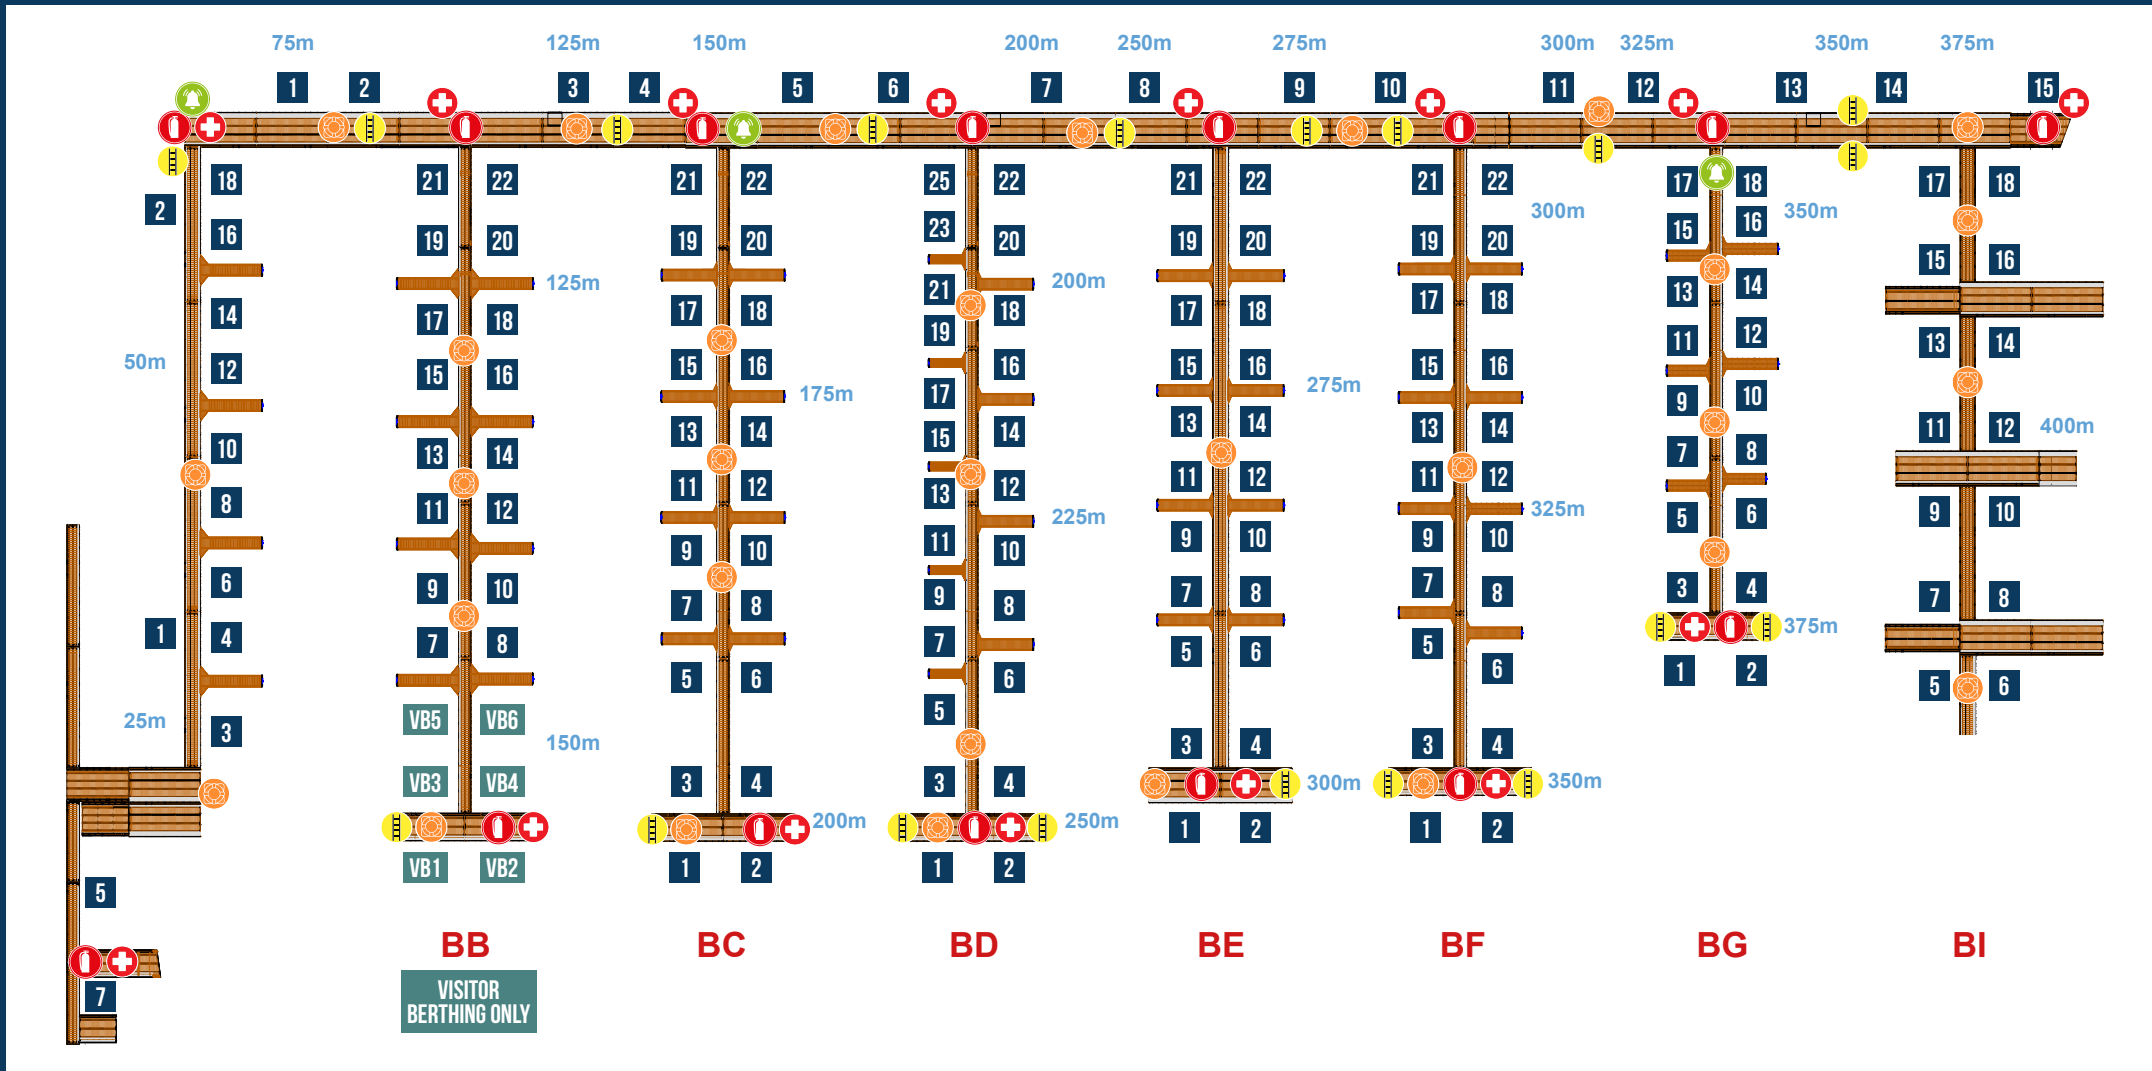 75m 125m 150m 200m 250m 275m 300m 325m 350m 375m
1 2 3 4 5 6 7 8 9 10 11 12 13 14 15
18 21 22 21 22 25 22 21 22 21 22 17 18 17 18
2 300m 350m
16 19 20 19 20 23 20 19 20 19 20 15 16 15 16
125m 200m
14 17 18 17 18 21 18 17 18 17 18 13 14 13 14
19
50m 12 15 16 15 16 16 15 16 15 16 11 12
275m
175m 17 9 10
10 13 14 13 14 15 14 13 14 13 14 11 12 400m
7 8
8 11 12 11 12 13 12 11 12 11 12
225m 325m 5 6 9 10
9 10 11 10 9 10 9 10
6 9 10 7 8 9 8 7 8 7 8 3 4 7 8
1 4 7 8 7 5 6 5 375m
5 6 6 6 1 2 5 6
25m 3 VB5 VB6 5
150m 3 4 3 4
VB3 VB4 3 4 3 4 300m 350m
200m 250m 1 2 1 2
VB1 VB2 1 2 1 2
5
BB BC BD BE BF BG BI
7
VISITOR
BERTHING ONLY